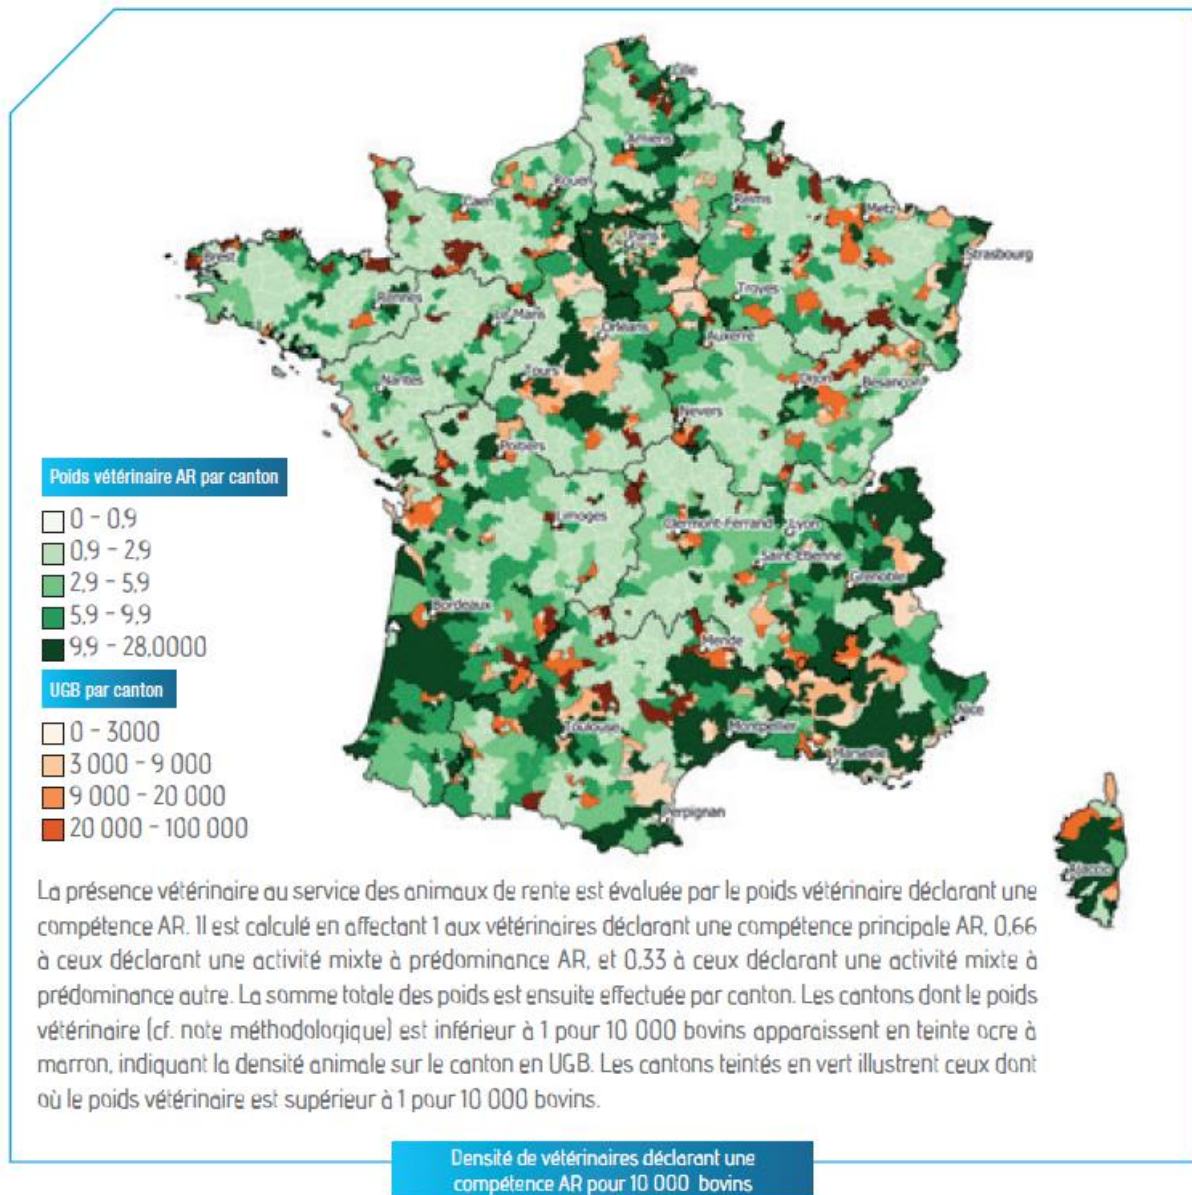 Lille
Amiens
Rouen
Caen
Reims
Metz
Paris
Strasbourg
Brest
Rennes
Troyes
Le Mans
Orléans
Auxerre
Tours
Dijon
Besançon
Nantes
Nevers
Poitiers
Limoges
Clermont-Ferrand
Lyon
Saint-Etienne
Grenoble
Bordeaux
Mende
Nice
Toulouse
Montpellier
Marseille
Perpignan
Ajaccio
Poids vétérinaire AR par canton
0 - 0,9
0,9 - 2,9
2,9 - 5,9
5,9 - 9,9
9,9 - 28,0000
UGB par canton
0 - 3000
3 000 - 9 000
9 000 - 20 000
20 000 - 100 000
La présence vétérinaire au service des animaux de rente est évaluée par le poids vétérinaire déclarant une
compétence AR. Il est calculé en affectant 1 aux vétérinaires déclarant une compétence principale AR, 0,66
à ceux déclarant une activité mixte à prédominance AR, et 0,33 à ceux déclarant une activité mixte à
prédominance autre. La somme totale des poids est ensuite effectuée par canton. Les cantons dont le poids
vétérinaire (cf. note méthodologique) est inférieur à 1 pour 10 000 bovins apparaissent en teinte ocre à
marron, indiquant la densité animale sur le canton en UGB. Les cantons teintés en vert illustrent ceux dont
où le poids vétérinaire est supérieur à 1 pour 10 000 bovins.
Densité de vétérinaires déclarant une
compétence AR pour 10 000 bovins